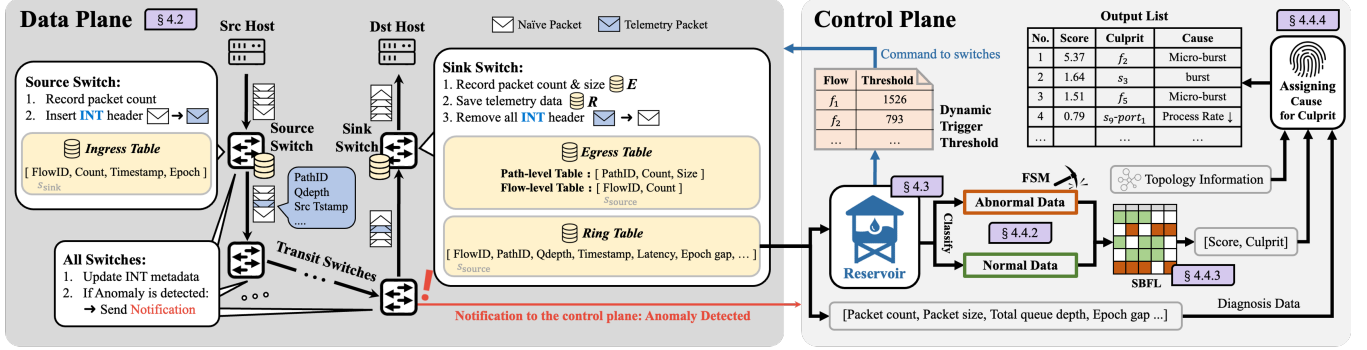 Data Plane
§ 4.2
Src Host
Dst Host
Naïve Packet
Telemetry Packet
Source Switch:
1. Record packet count
2. Insert INT header →
Ingress Table
[ FlowID, Count, Timestamp, Epoch ]
Ssink
Source
Switch
Sink
Switch
PathID
Qdepth
Src Tstamp
....
Transit Switches
All Switches:
1. Update INT metadata
2. If Anomaly is detected:
→ Send Notification
Sink Switch:
1. Record packet count & size E
2. Save telemetry data R
3. Remove all INT header →
Egress Table
Path-level Table : [ PathID, Count, Size ]
Flow-level Table : [ FlowID, Count ]
Ssource
Ring Table
[ FlowID, PathID, Qdepth, Timestamp, Latency, Epoch gap, … ]
Ssource
!
Notification to the control plane: Anomaly Detected
Control Plane
Command to switches
Flow Threshold
f1 1526
f2 793
... ...
Dynamic
Trigger
Threshold
Output List
No. Score Culprit Cause
1 5.37 f2 Micro-burst
2 1.64 s3 burst
3 1.51 f5 Micro-burst
4 0.79 s9-port1 Process Rate ↓
... ... ... ...
§ 4.4.4
Assigning
Cause
for Culprit
Topology Information
§ 4.3
Reservoir
Classify
FSM
Abnormal Data
§ 4.4.2
Normal Data
SBFL
§ 4.4.3
[Score, Culprit]
Diagnosis Data
[Packet count, Packet size, Total queue depth, Epoch gap ...]